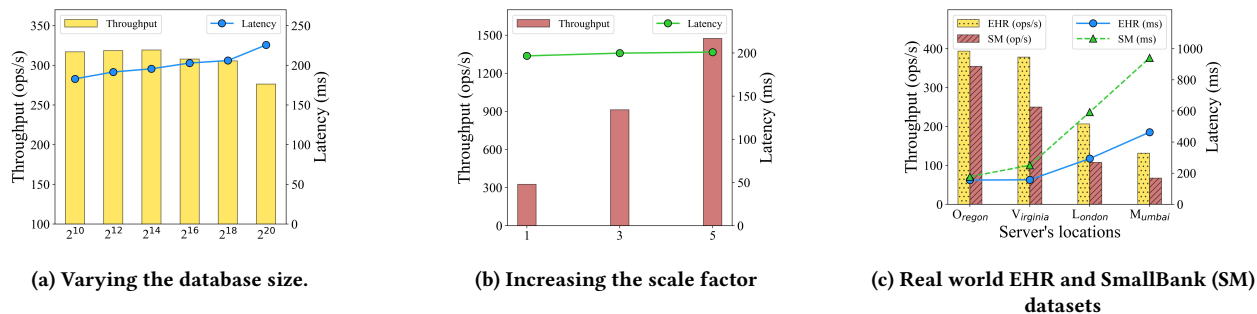 Throughput
Latency
350
300
250
200
150
100
Throughput (ops/s)
250
200
150
100
50
0
Latency (ms)
2^10 2^12 2^14 2^16 2^18 2^20
(a) Varying the database size.
Throughput
Latency
1500
1200
900
600
300
0
Throughput (ops/s)
200
150
100
50
0
Latency (ms)
1 3 5
(b) Increasing the scale factor
EHR (ops/s)
SM (op/s)
EHR (ms)
SM (ms)
400
300
200
100
0
Throughput (ops/s)
1000
800
600
400
200
0
Latency (ms)
Oregon Virginia London Mumbai
Server's locations
(c) Real world EHR and SmallBank (SM)
datasets